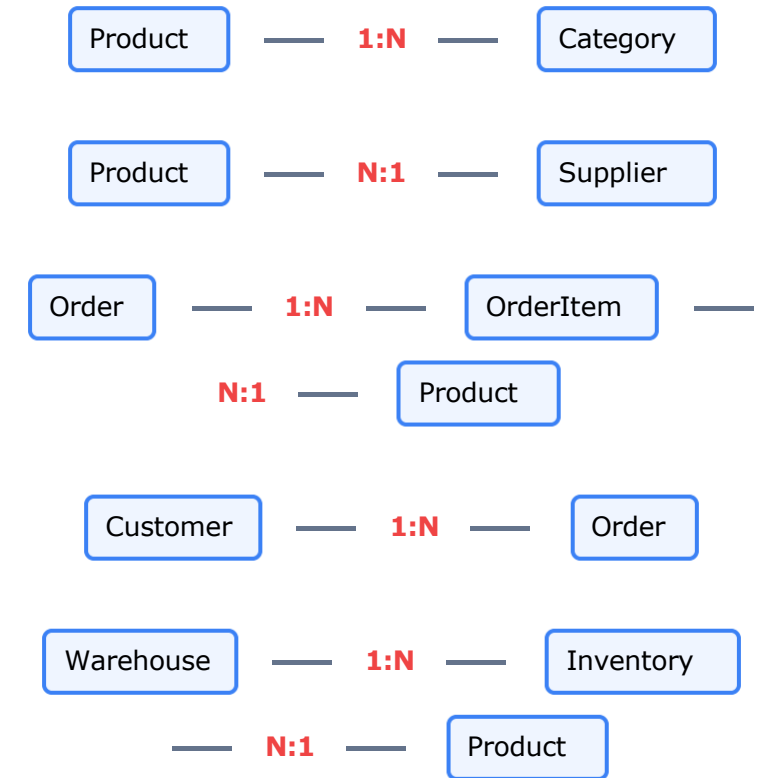 Product 1:N Category
Product N:1 Supplier
Order 1:N OrderItem
N:1 Product
Customer 1:N Order
Warehouse 1:N Inventory
N:1 Product